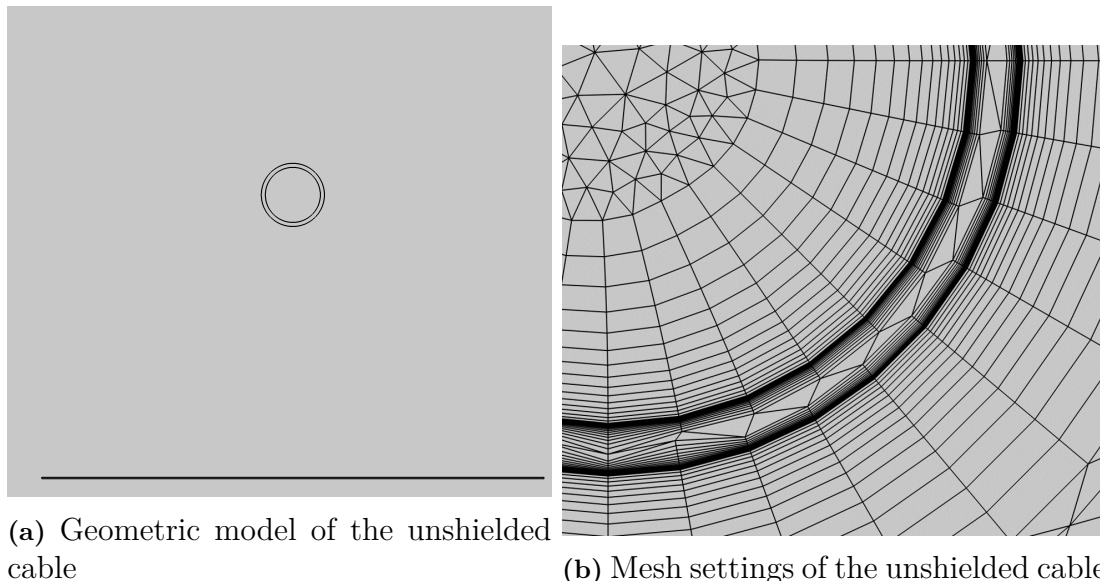 (a) Geometric model of the unshielded
cable
(b) Mesh settings of the unshielded cable